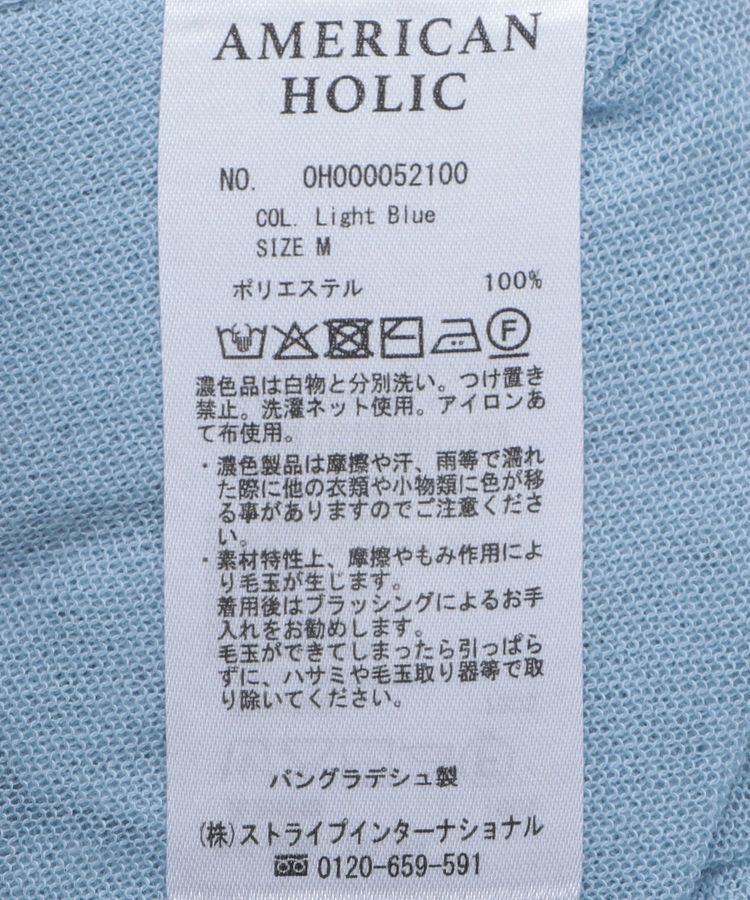 AMERICAN
HOLIC
NO. 0H000052100
COL. Light Blue
SIZE M
ポリエステル 100%
F
濃色品は白物と分別洗い。つけ置き
禁止。洗濯ネット使用。アイロンあ
て布使用。
・濃色製品は摩擦や汗、雨等で濡れ
た際に他の衣類や小物類に色が移
る事がありますのでご注意くださ
い。
・素材特性上、摩擦やもみ作用によ
り毛玉が生じます。
着用後はブラッシングによるお手
入れをお勧めします。
毛玉ができてしまったら引っぱら
ずに、ハサミや毛玉取り器等で取
り除いてください。
バングラデシュ製
(株)ストライプインターナショナル
0120-659-591